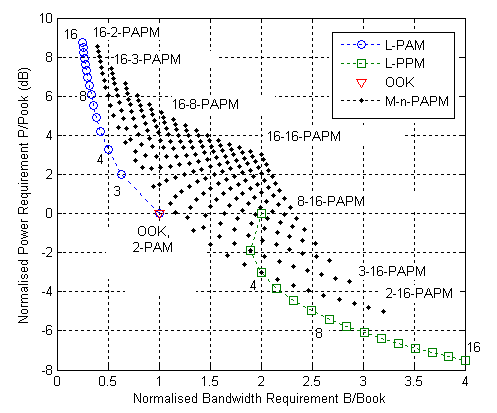 10
8
6
4
2
0
-2
-4
-6
-8
0
0.5
1
1.5
2
2.5
3
3.5
4
Normalised Power Requirement P/Pook (dB)
Normalised Bandwidth Requirement B/Book
L-PAM
L-PPM
OOK
M-n-PAPM
16
16-2-PAPM
16-3-PAPM
8
16-8-PAPM
4
16-16-PAPM
3
OOK,
2-PAM
8-16-PAPM
4
3-16-PAPM
2-16-PAPM
8
16